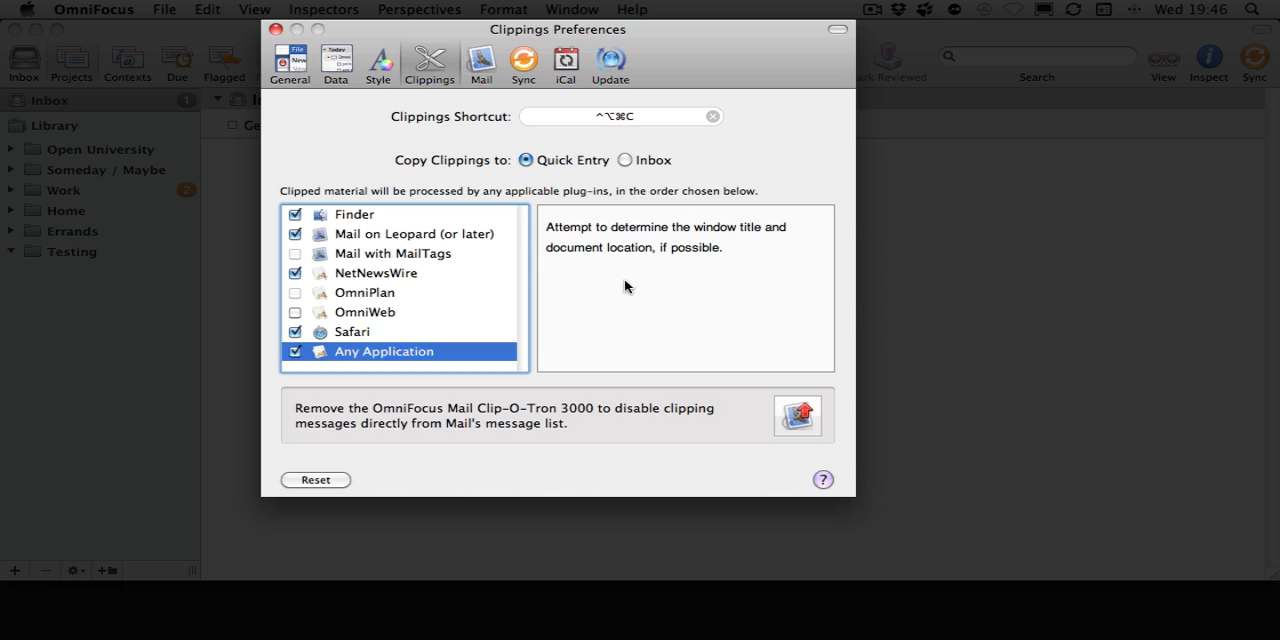 OmniFocus File Edit View Inspectors Perspectives Format Window Help Wed 19:46
Clippings Preferences
Inbox Projects Contexts Due Flagged
General Data Style Clippings Mail Sync iCal Update
ark Reviewed Search View Inspect Sync
Inbox 1
Library
Open University
Someday / Maybe
Work 2
Home
Errands
Testing
Clippings Shortcut: ^⌥⌘C
Copy Clippings to: Quick Entry Inbox
Clipped material will be processed by any applicable plug-ins, in the order chosen below.
Finder
Mail on Leopard (or later)
Mail with MailTags
NetNewsWire
OmniPlan
OmniWeb
Safari
Any Application
Attempt to determine the window title and
document location, if possible.
Remove the OmniFocus Mail Clip-O-Tron 3000 to disable clipping
messages directly from Mail's message list.
Reset ?